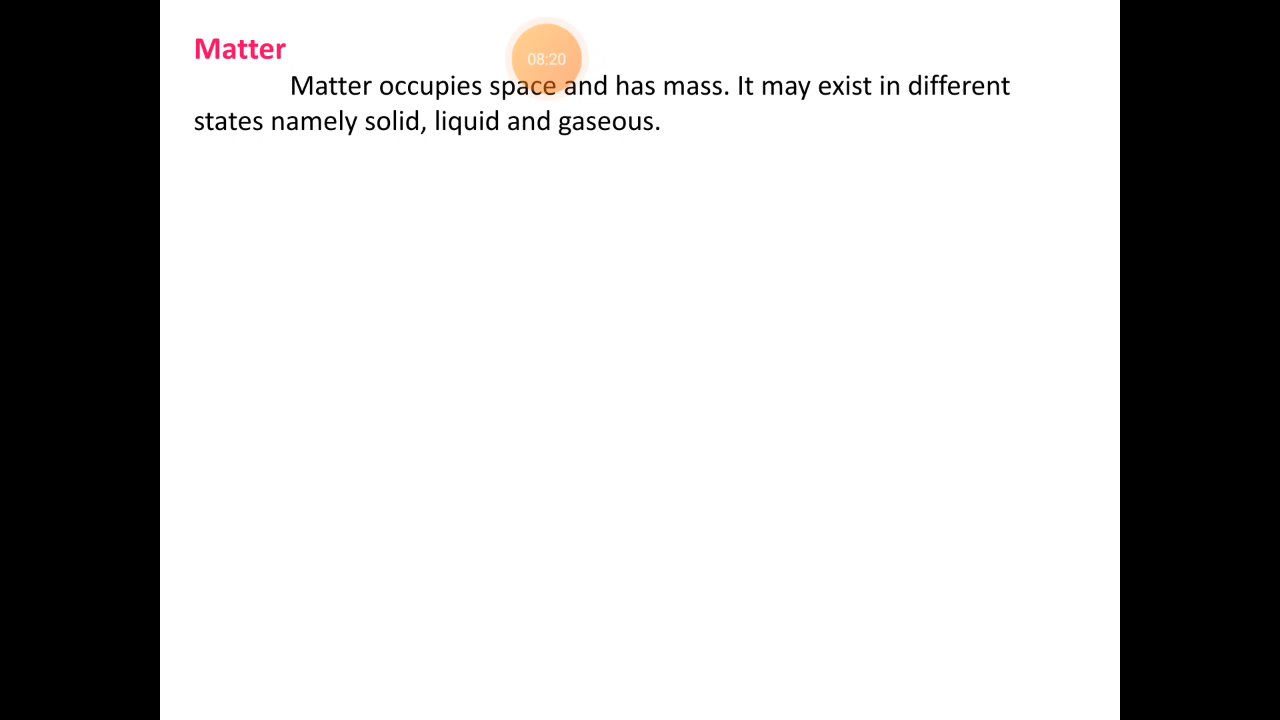 Matter
08:20
Matter occupies space and has mass. It may exist in different
states namely solid, liquid and gaseous.